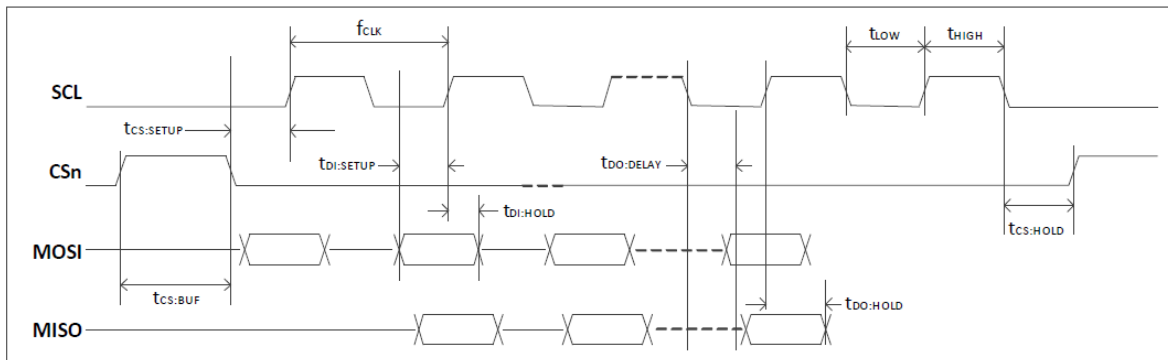 fCLK
tLOW
tHIGH
SCL
tCS:SETUP
tDI:SETUP
tDO:DELAY
CSn
tDI:HOLD
tCS:HOLD
MOSI
tCS:BUF
tDO:HOLD
MISO